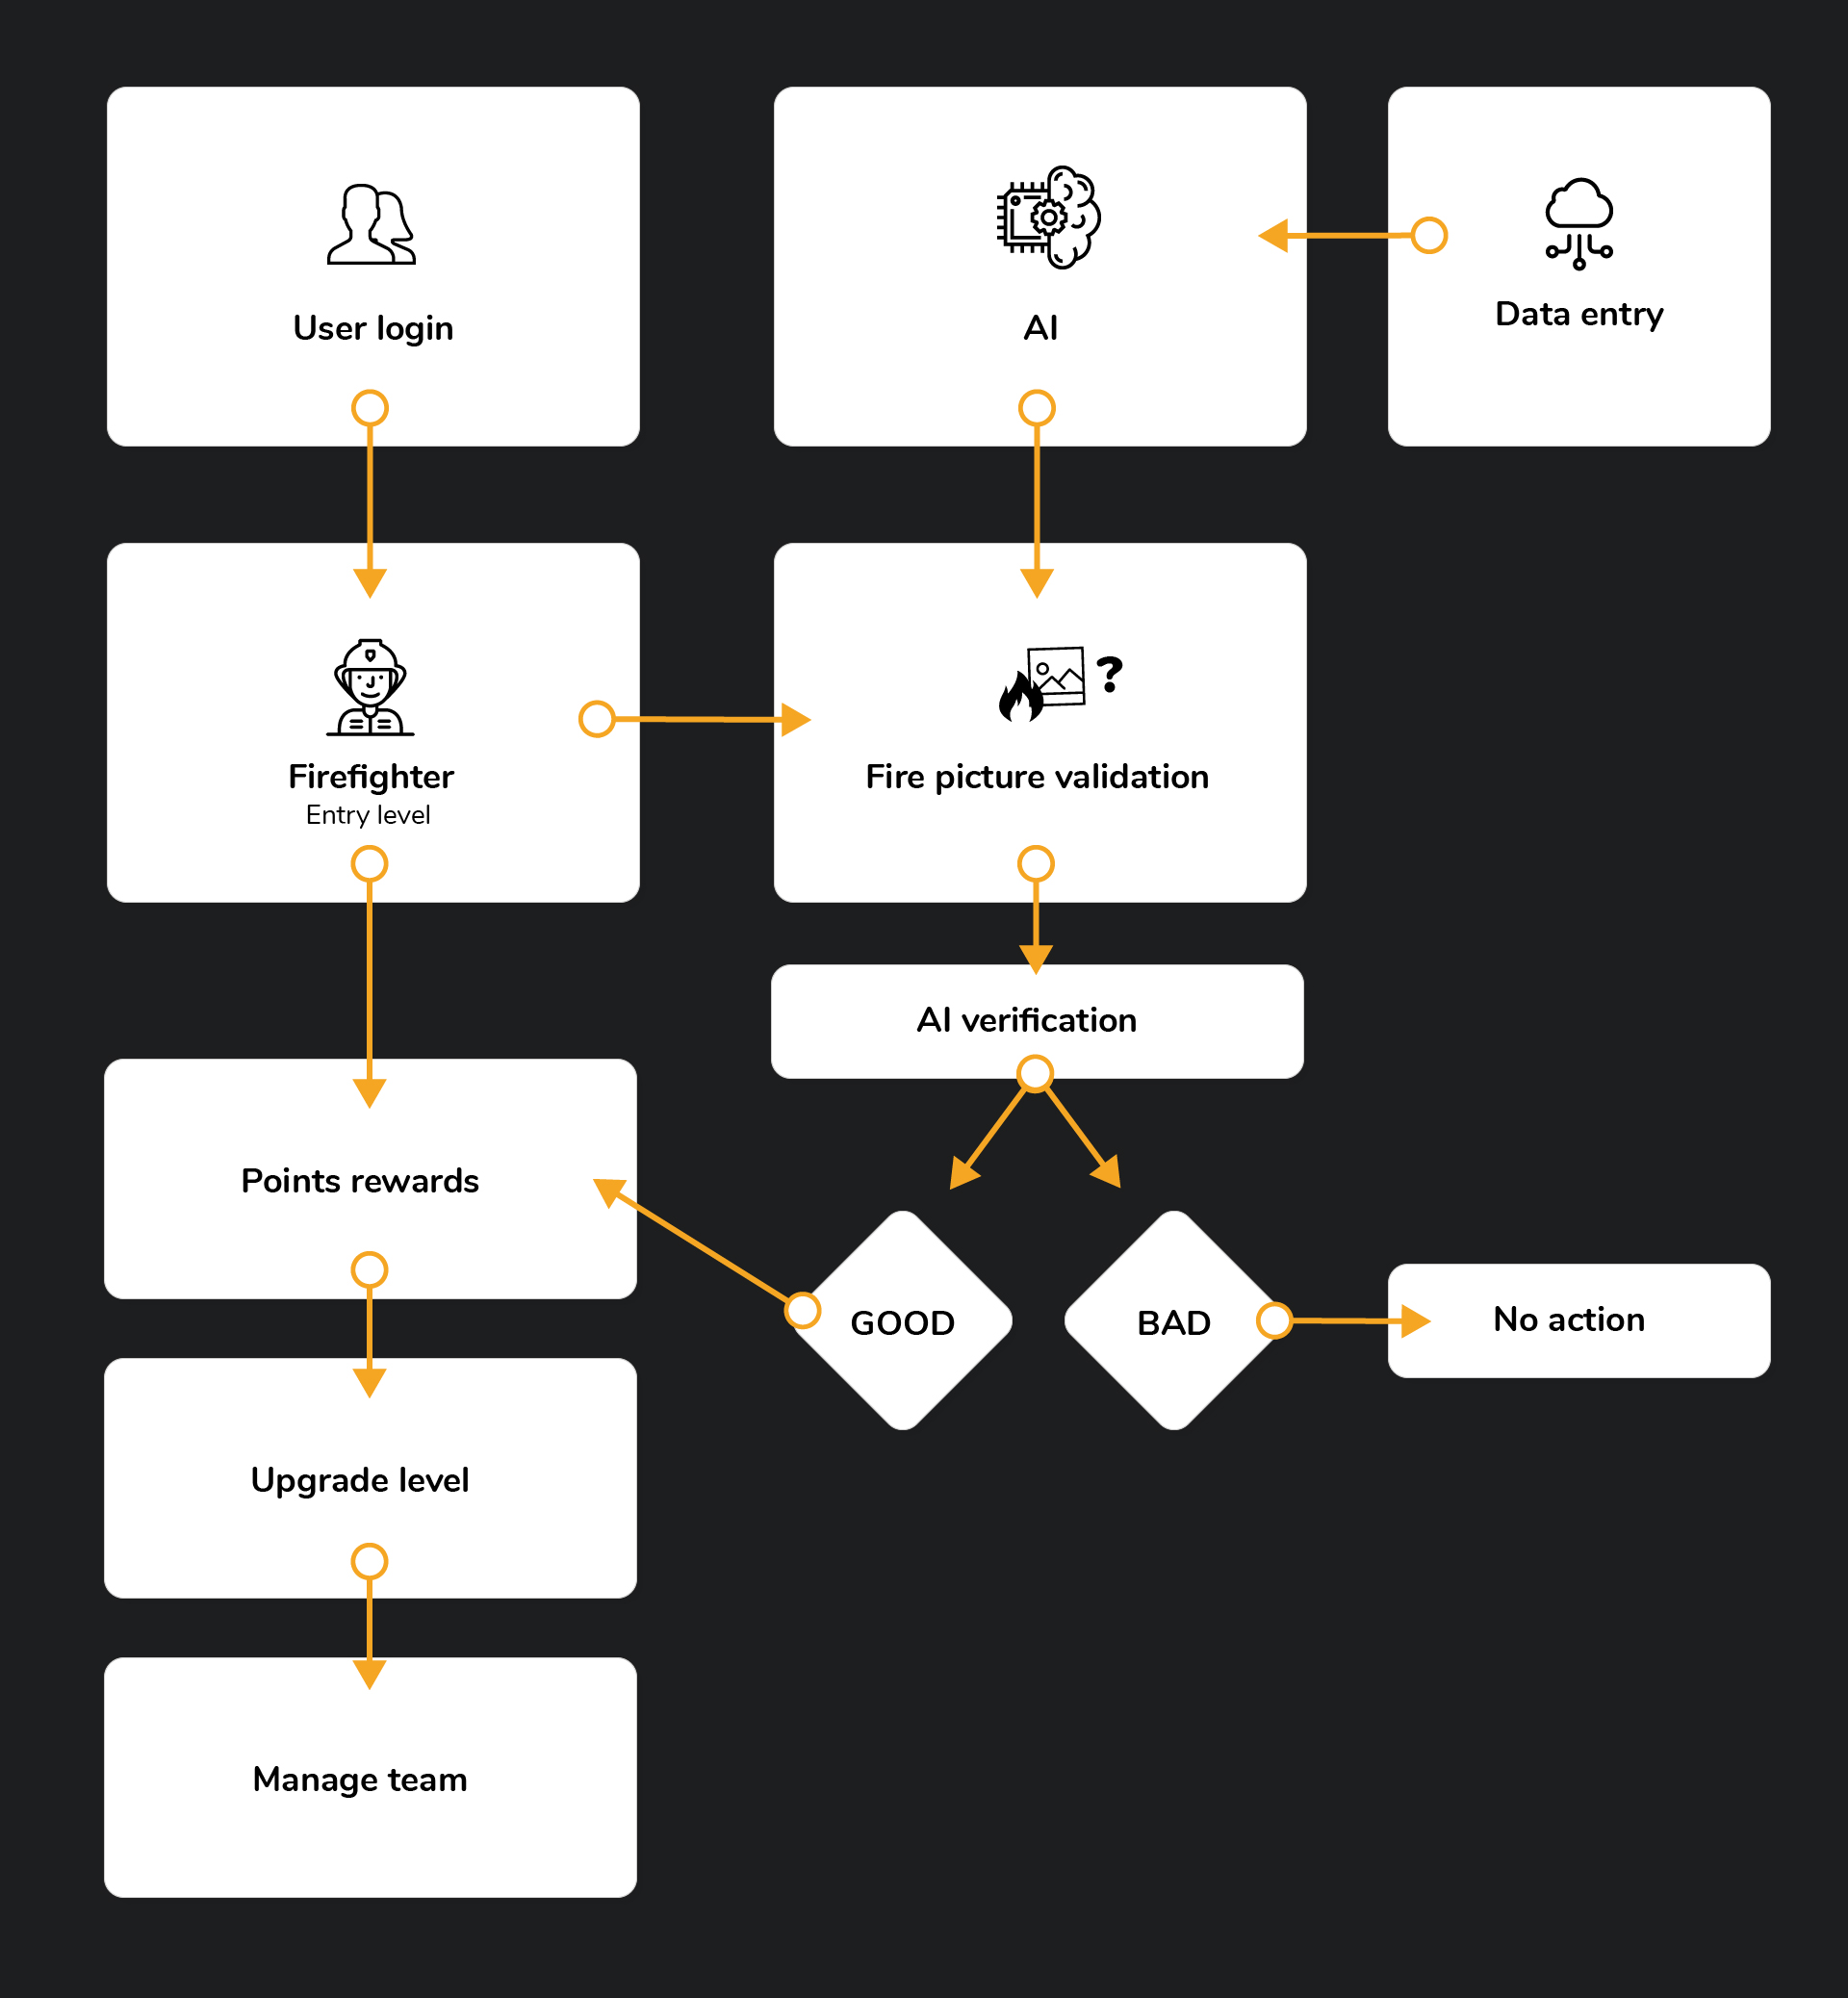 User login
AI
Data entry
Firefighter
Entry level
?
Fire picture validation
AI verification
Points rewards
GOOD
BAD
No action
Upgrade level
Manage team